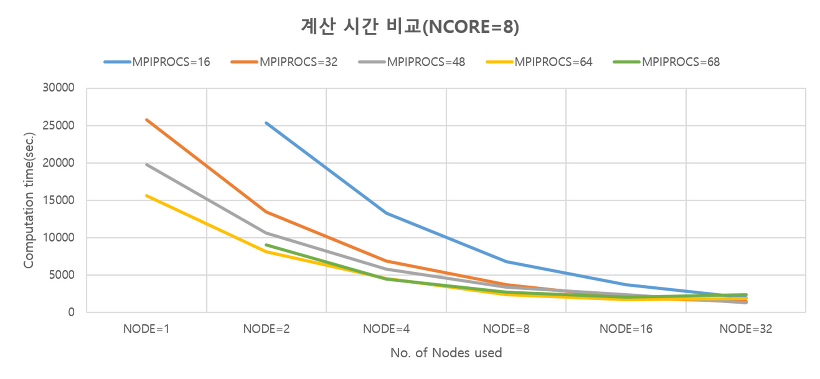 계산 시간 비교(NCORE=8)
MPIPROCS=16 MPIPROCS=32 MPIPROCS=48 MPIPROCS=64 MPIPROCS=68
30000
25000
20000
15000
10000
5000
0
Computation time(sec.)
NODE=1 NODE=2 NODE=4 NODE=8 NODE=16 NODE=32
No. of Nodes used